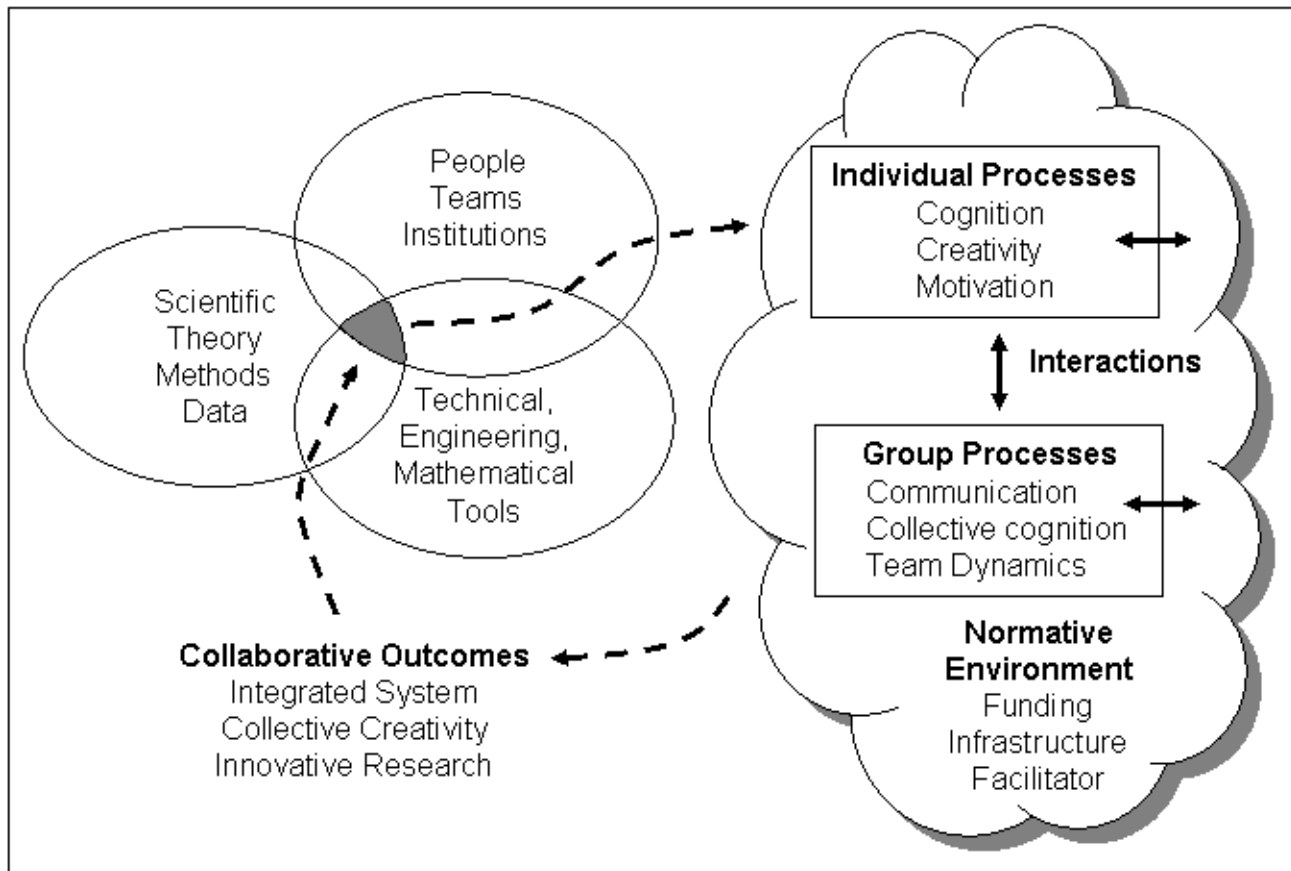 People
Teams
Institutions
Scientific
Theory
Methods
Data
Technical,
Engineering,
Mathematical
Tools
Individual Processes
Cognition
Creativity
Motivation
Interactions
Group Processes
Communication
Collective cognition
Team Dynamics
Normative
Environment
Funding
Infrastructure
Facilitator
Collaborative Outcomes
Integrated System
Collective Creativity
Innovative Research